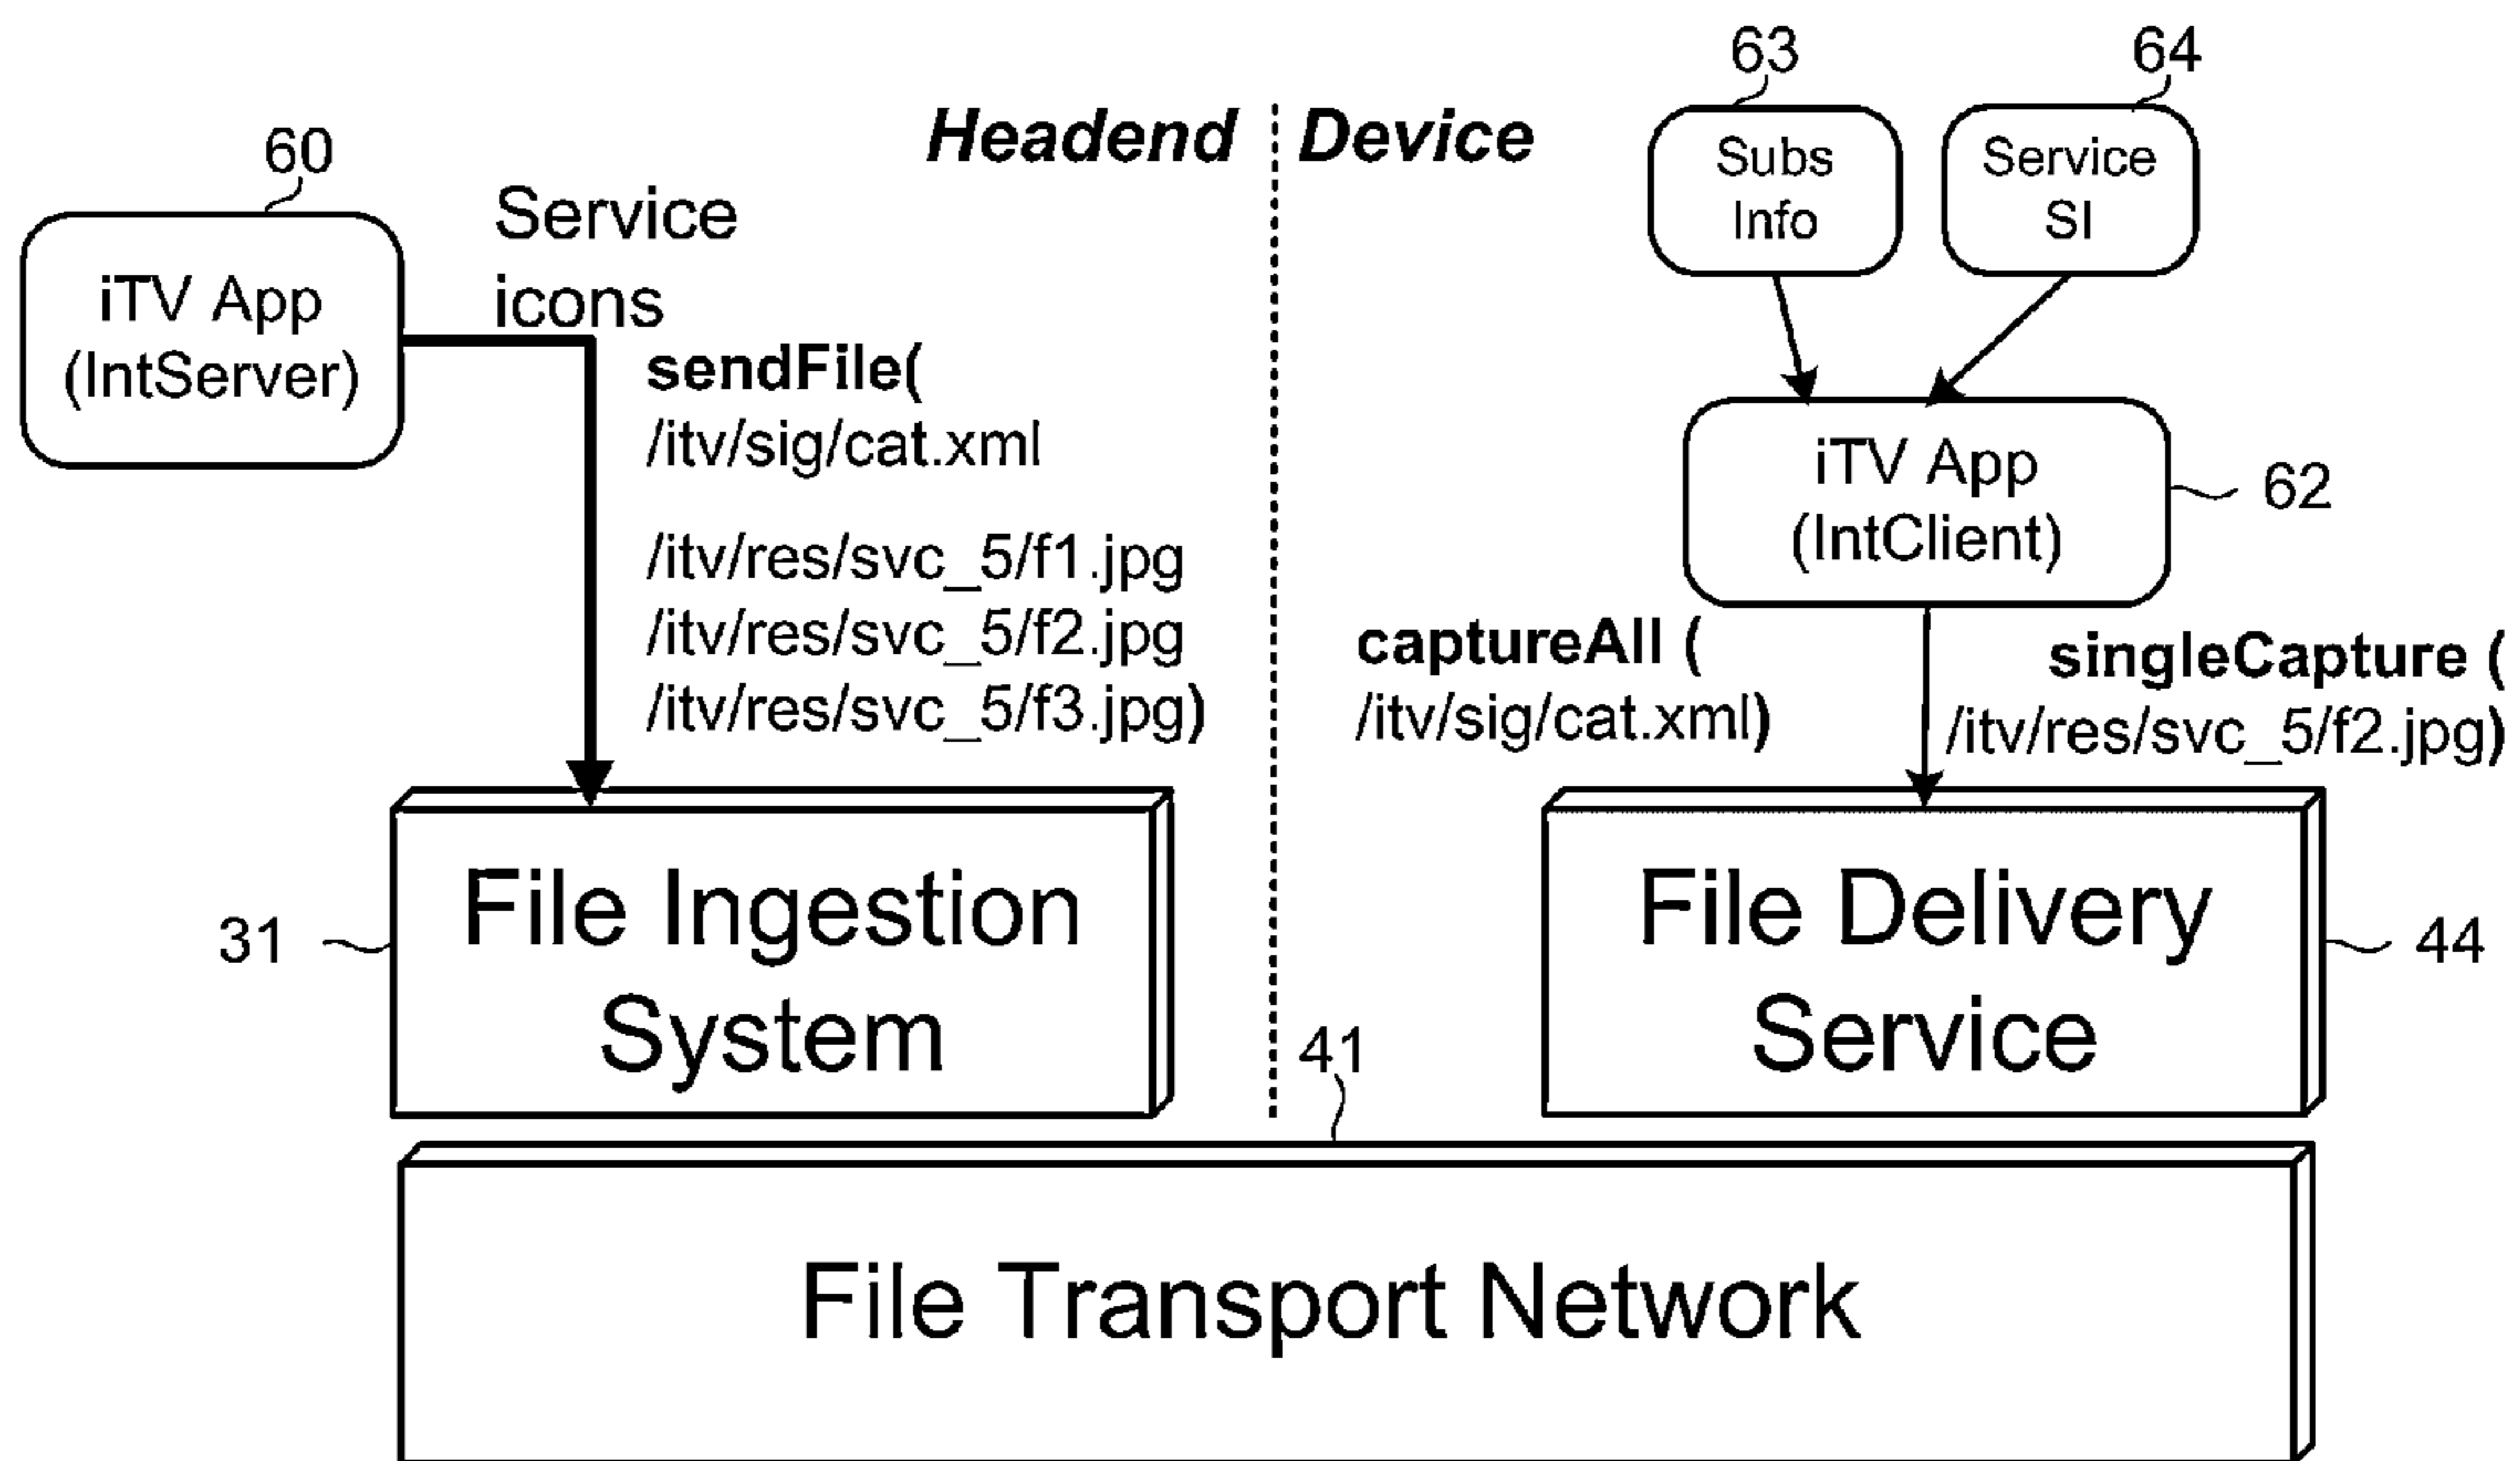 63
64
Headend
Device
60
Service
icons
Subs
Info
Service
SI
iTV App
(IntServer)
sendFile(
/itv/sig/cat.xml
/itv/res/svc_5/f1.jpg
/itv/res/svc_5/f2.jpg
/itv/res/svc_5/f3.jpg)
iTV App
(IntClient)
62
captureAll (
/itv/sig/cat.xml)
singleCapture (
/itv/res/svc_5/f2.jpg)
31
File Ingestion
System
File Delivery
Service
44
41
File Transport Network